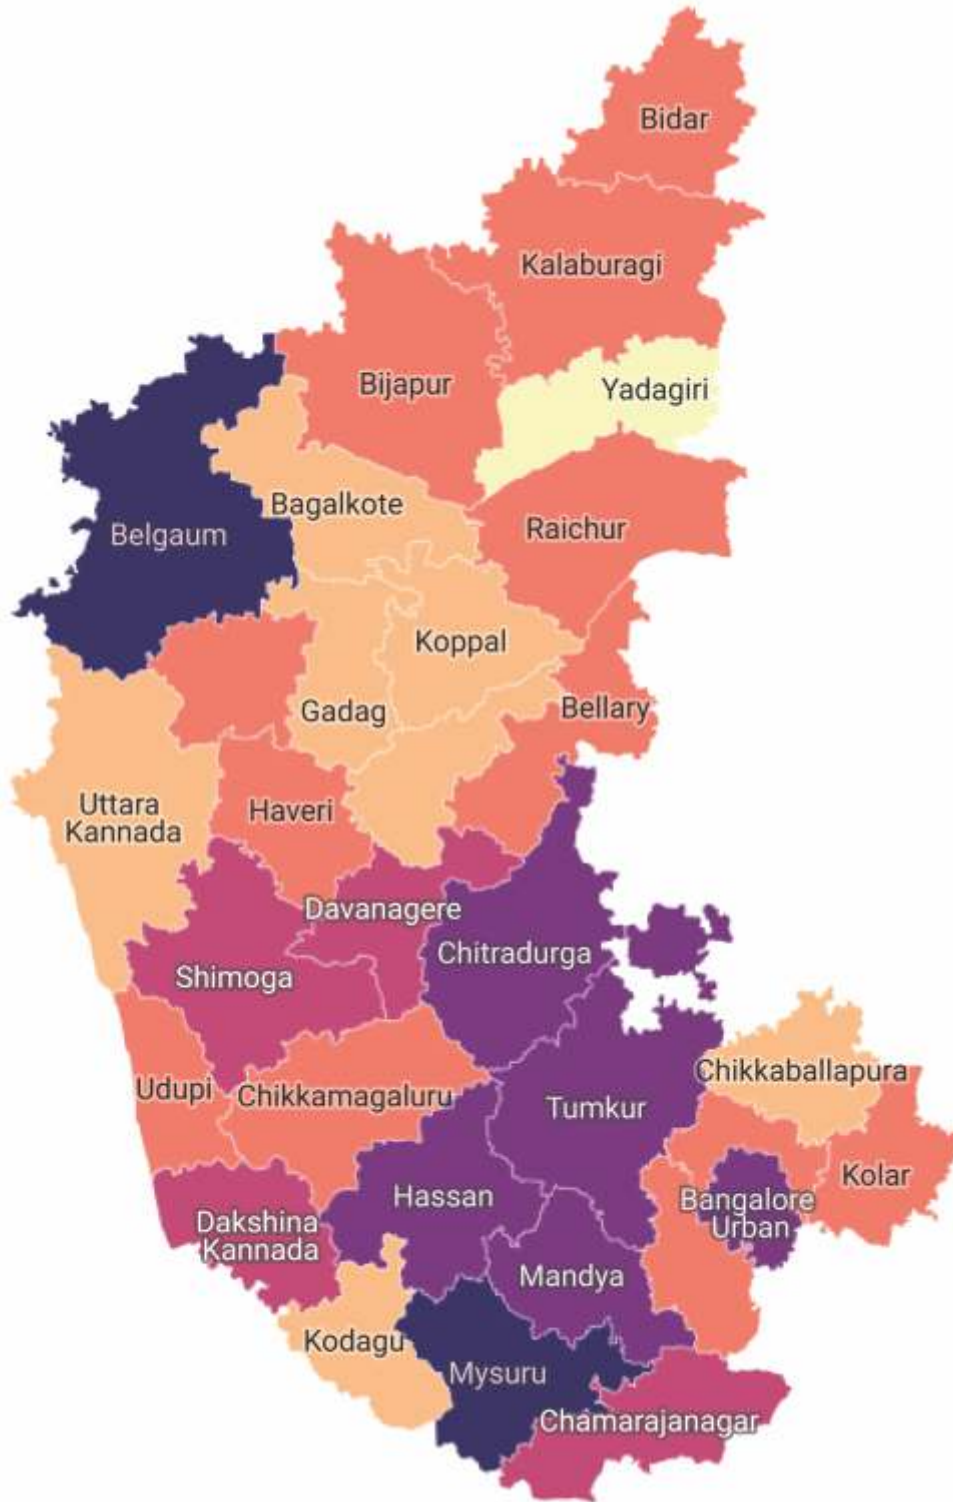 Bidar
Kalaburagi
Bijapur
Yadagiri
Bagalkote
Raichur
Belgaum
Koppal
Gadag
Bellary
Uttara
Kannada
Haveri
Davanagere
Chitradurga
Shimoga
Chikkaballapura
Udupi
Chikkamagaluru
Tumkur
Kolar
Hassan
Bangalore
Urban
Dakshina
Kannada
Mandya
Kodagu
Mysuru
Chamarajanagar